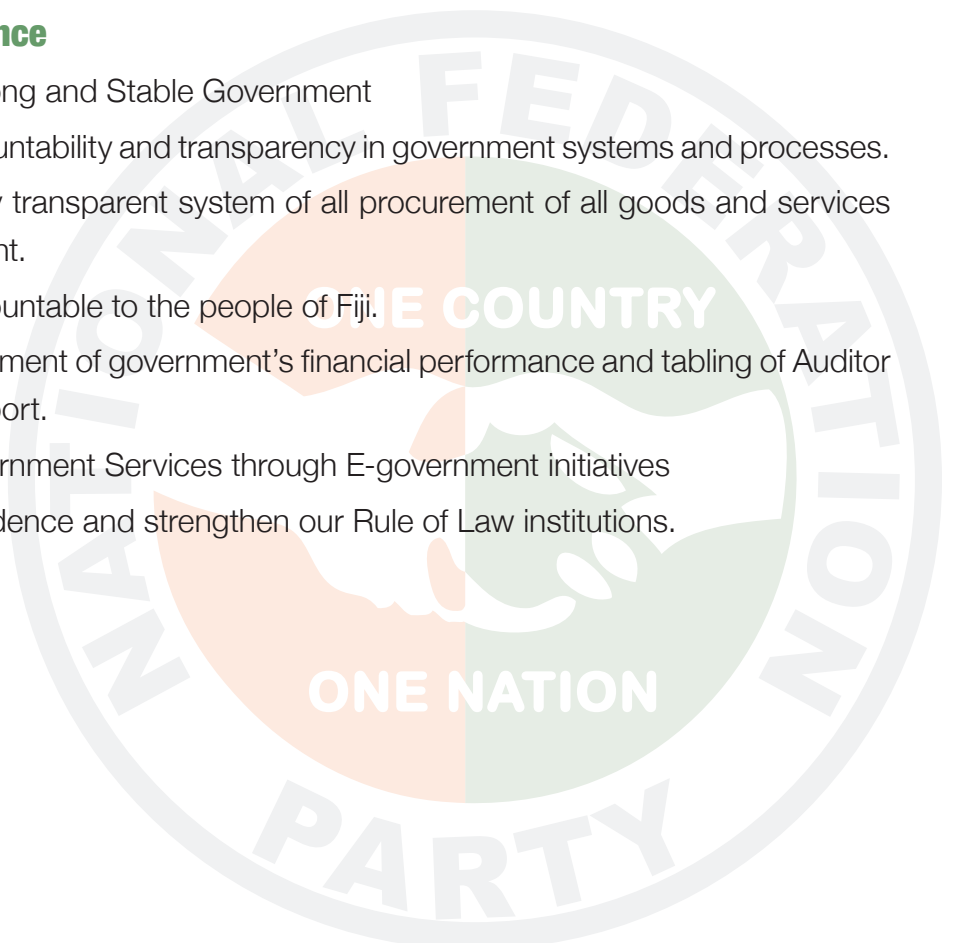 nce
ong and Stable Government
untability and transparency in government systems and processes.
y transparent system of all procurement of all goods and services
nt.
ountable to the people of Fiji.
ment of government's financial performance and tabling of Auditor
port.
rnment Services through E-government initiatives
dence and strengthen our Rule of Law institutions.
NATIONAL FEDERATION
ONE COUNTRY
ONE NATION
PARTY